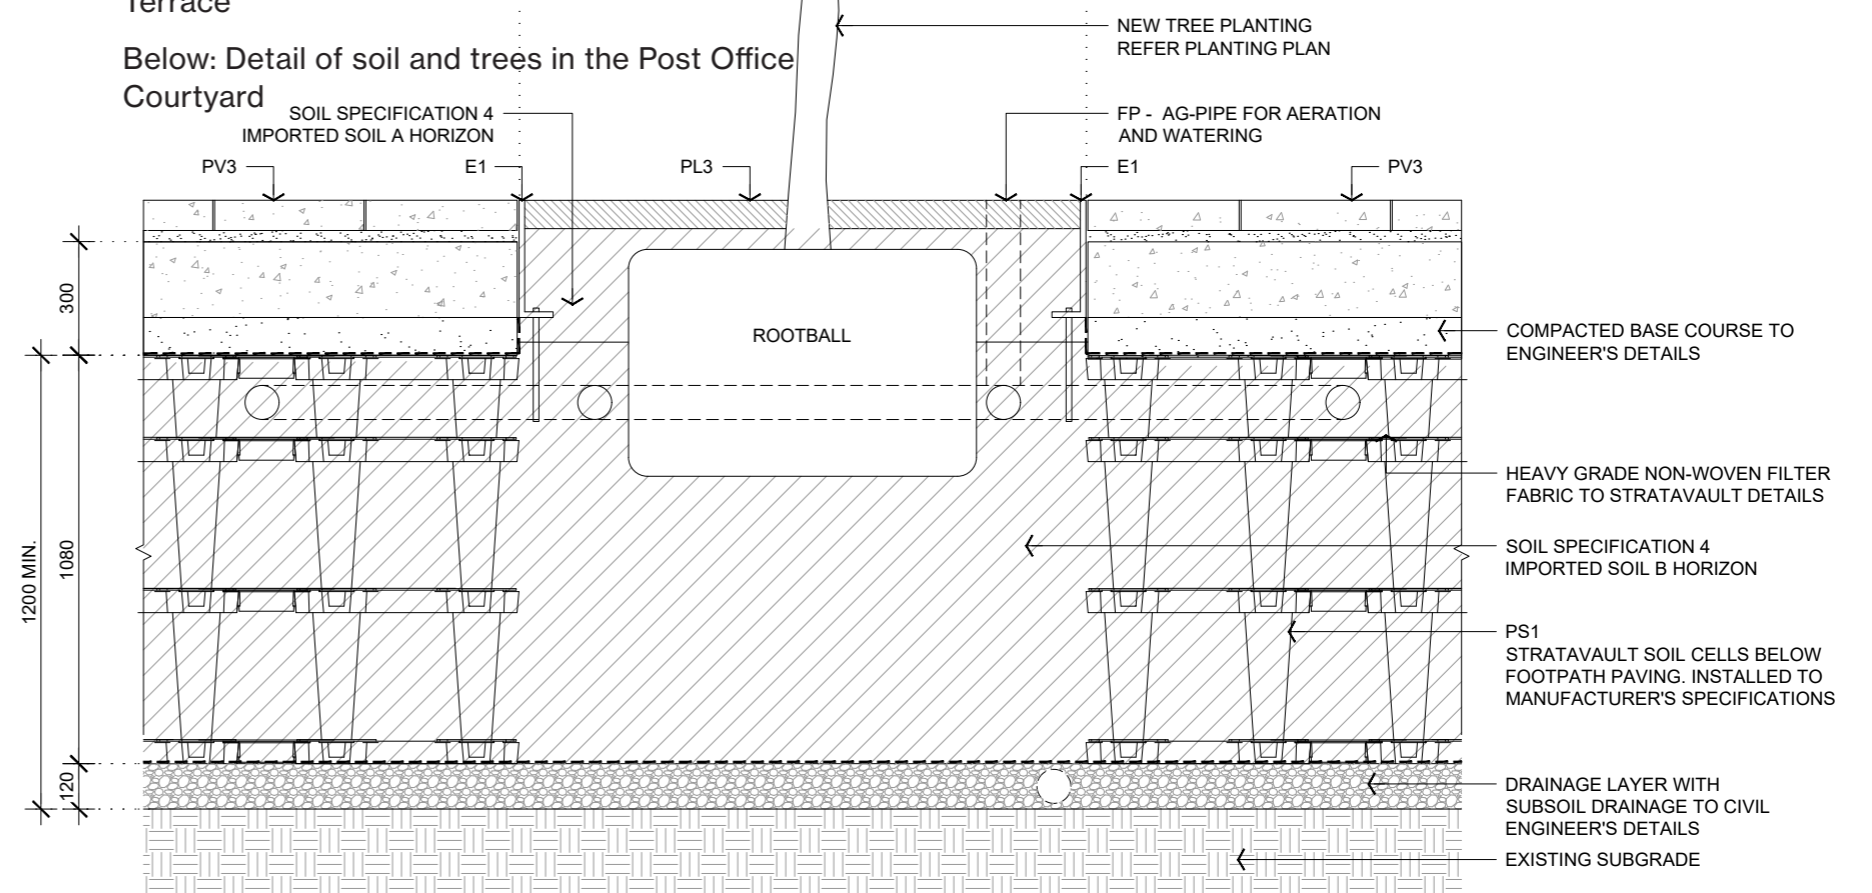 Terrace
Below: Detail of soil and trees in the Post Office
Courtyard
NEW TREE PLANTING
REFER PLANTING PLAN
SOIL SPECIFICATION 4
IMPORTED SOIL A HORIZON
FP - AG-PIPE FOR AERATION
AND WATERING
PV3
E1
PL3
E1
PV3
300
ROOTBALL
COMPACTED BASE COURSE TO
ENGINEER'S DETAILS
HEAVY GRADE NON-WOVEN FILTER
FABRIC TO STRATAVAULT DETAILS
1200 MIN.
1080
SOIL SPECIFICATION 4
IMPORTED SOIL B HORIZON
PS1
STRATAVAULT SOIL CELLS BELOW
FOOTPATH PAVING. INSTALLED TO
MANUFACTURER'S SPECIFICATIONS
120
DRAINAGE LAYER WITH
SUBSOIL DRAINAGE TO CIVIL
ENGINEER'S DETAILS
EXISTING SUBGRADE